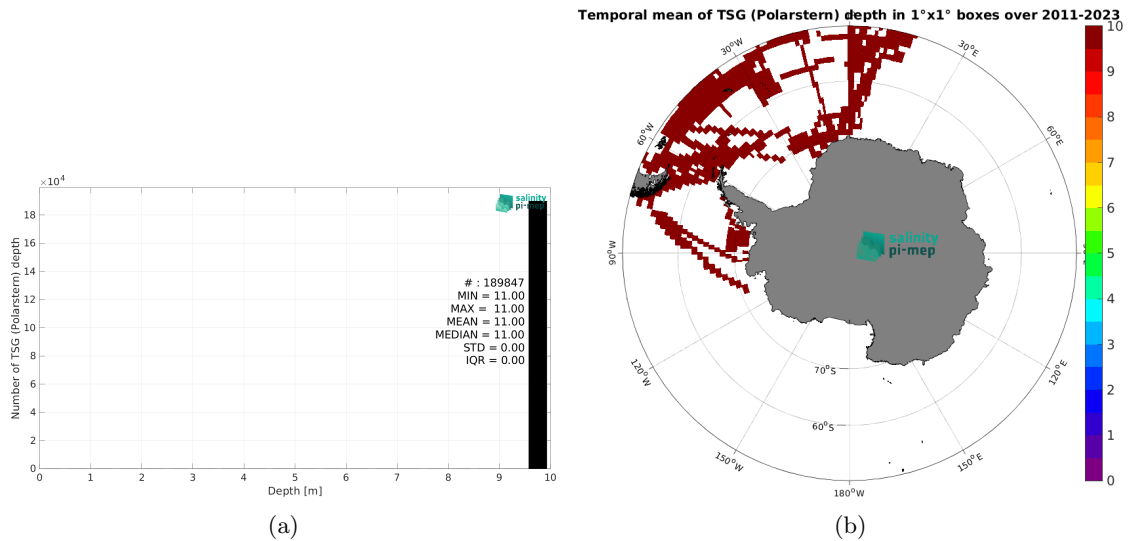 Temporal mean of TSG (Polarstern) depth in 1°x1° boxes over 2011-2023
×10⁴
18
16
14
12
10
8
6
4
2
0
Number of TSG (Polarstern) depth
salinity
pi-mep
# : 189847
MIN = 11.00
MAX = 11.00
MEAN = 11.00
MEDIAN = 11.00
STD = 0.00
IQR = 0.00
0 1 2 3 4 5 6 7 8 9 10
Depth [m]
(a)
30°W
30°E
60°W
60°E
90°W
120°W
120°E
150°W
150°E
180°W
70°S
60°S
salinity
pi-mep
10
9
8
7
6
5
4
3
2
1
0
(b)